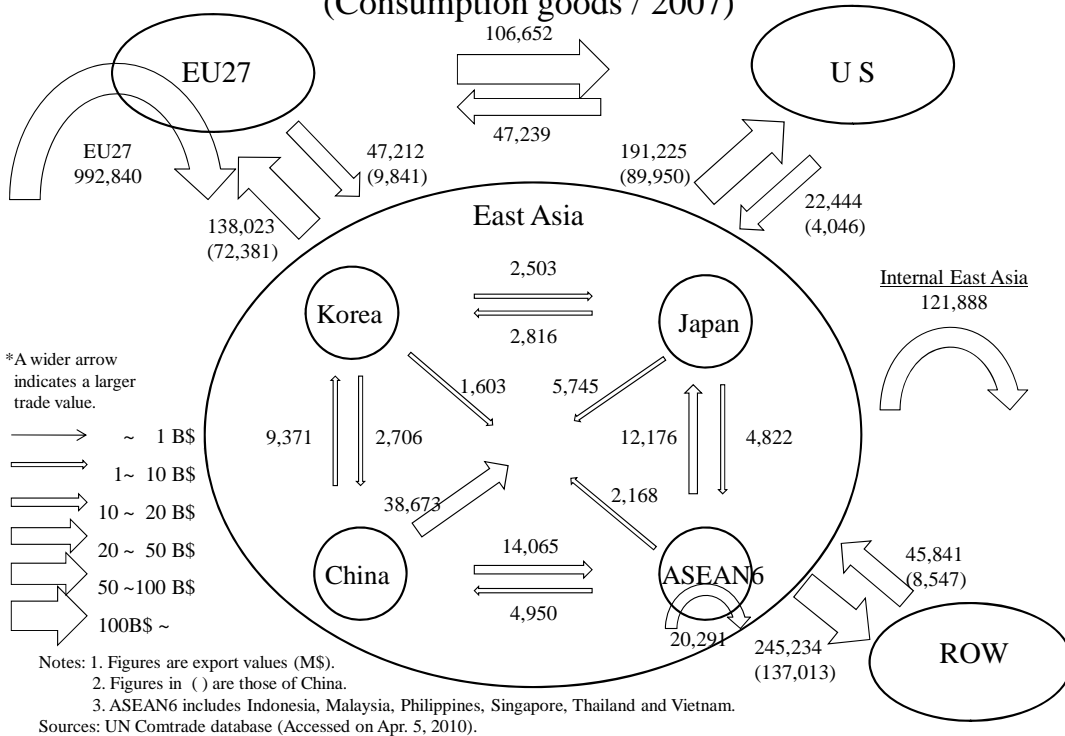 (Consumption goods / 2007)
106,652
EU27
U S
47,239
EU27
992,840
47,212
(9,841)
191,225
(89,950)
138,023
(72,381)
22,444
(4,046)
East Asia
Internal East Asia
121,888
2,503
Korea
Japan
2,816
*A wider arrow
indicates a larger
trade value.
1,603
5,745
~ 1 B$
1~ 10 B$
10 ~ 20 B$
20 ~ 50 B$
50 ~100 B$
100B$ ~
9,371
2,706
12,176
4,822
38,673
2,168
14,065
China
ASEAN6
4,950
20,291
45,841
(8,547)
245,234
(137,013)
ROW
Notes: 1. Figures are export values (M$).
2. Figures in ( ) are those of China.
3. ASEAN6 includes Indonesia, Malaysia, Philippines, Singapore, Thailand and Vietnam.
Sources: UN Comtrade database (Accessed on Apr. 5, 2010).